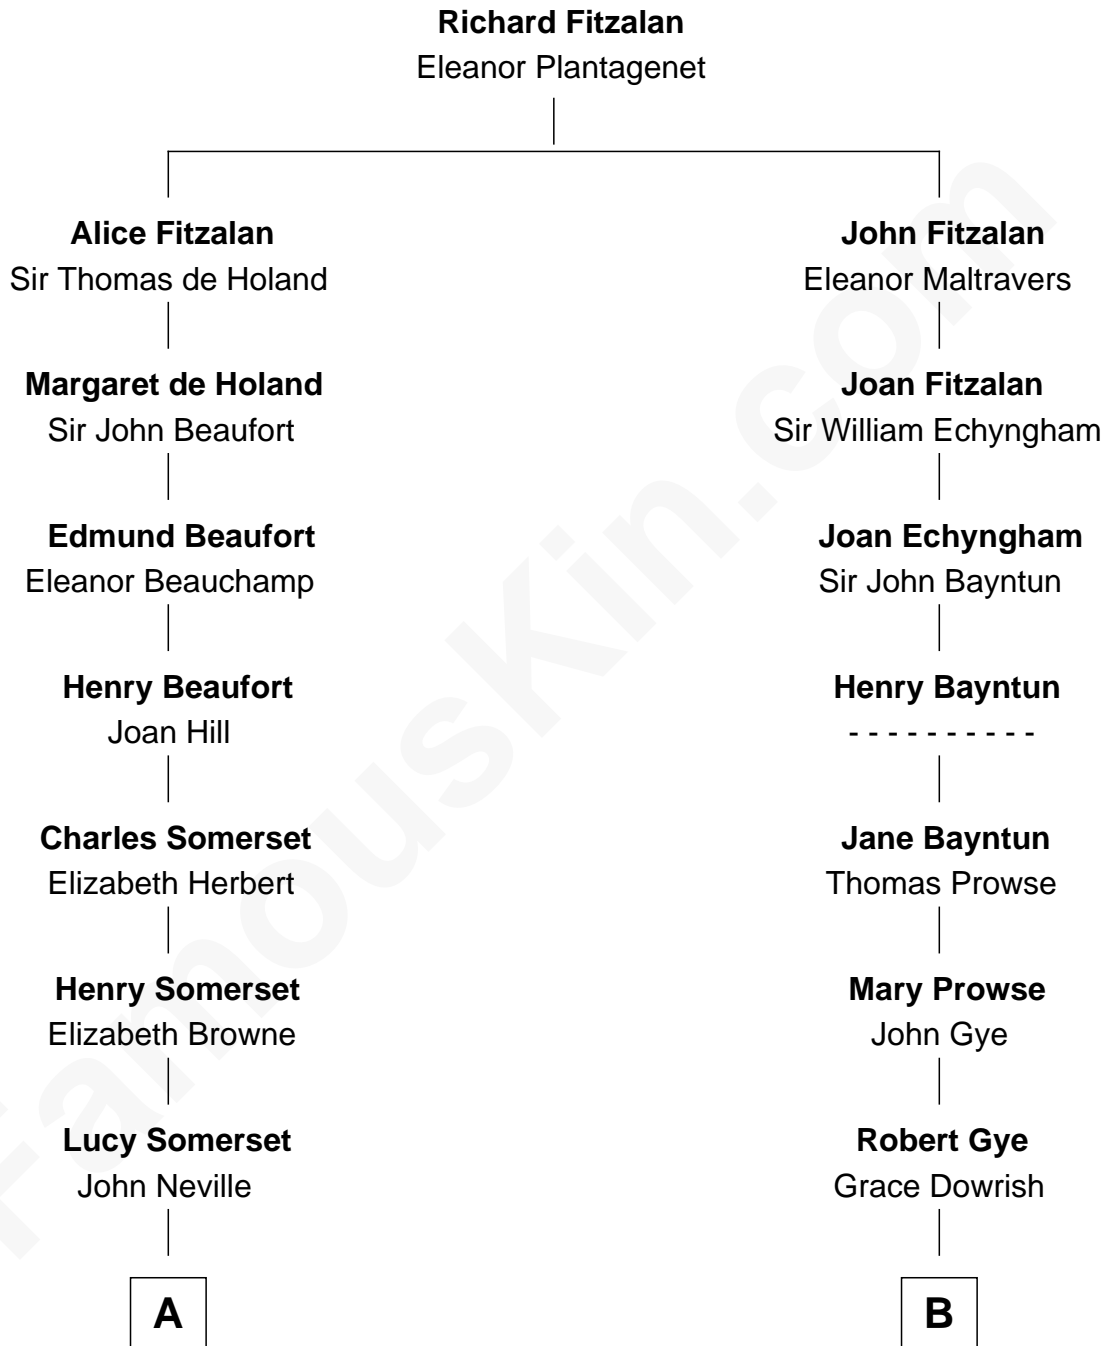 Richard Fitzalan
Eleanor Plantagenet
Alice Fitzalan
Sir Thomas de Holand
John Fitzalan
Eleanor Maltravers
Margaret de Holand
Sir John Beaufort
Joan Fitzalan
Sir William Echyngham
Edmund Beaufort
Eleanor Beauchamp
Joan Echyngham
Sir John Bayntun
Henry Beaufort
Joan Hill
Henry Bayntun
- - - - - - - - - -
Charles Somerset
Elizabeth Herbert
Jane Bayntun
Thomas Prowse
Henry Somerset
Elizabeth Browne
Mary Prowse
John Gye
Lucy Somerset
John Neville
Robert Gye
Grace Dowrish
A
B
FamousKin.com